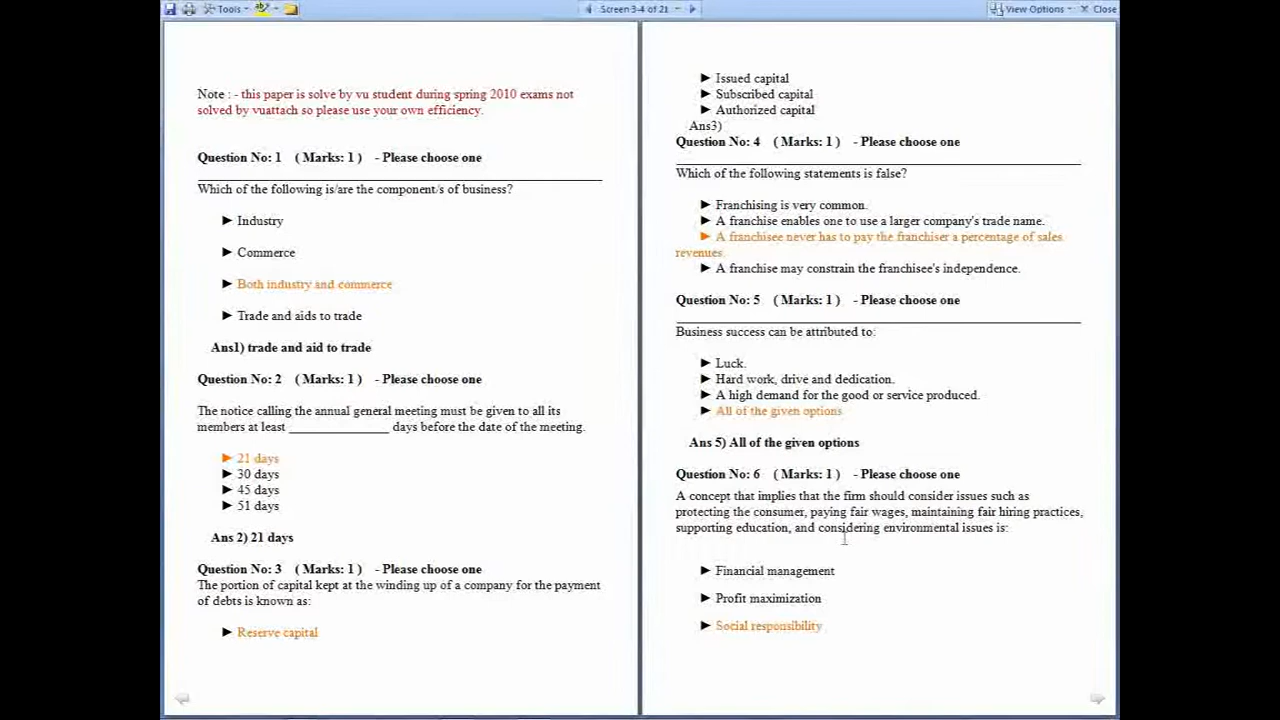 Tools
Screen 3-4 of 21
View Options
Close
Note : - this paper is solve by vu student during spring 2010 exams not
solved by vuattach so please use your own efficiency.
Question No: 1 ( Marks: 1 ) - Please choose one
Which of the following is/are the component/s of business?
► Industry
► Commerce
► Both industry and commerce
► Trade and aids to trade
Ans1) trade and aid to trade
Question No: 2 ( Marks: 1 ) - Please choose one
The notice calling the annual general meeting must be given to all its
members at least ________________ days before the date of the meeting.
► 21 days
► 30 days
► 45 days
► 51 days
Ans 2) 21 days
Question No: 3 ( Marks: 1 ) - Please choose one
The portion of capital kept at the winding up of a company for the payment
of debts is known as:
► Reserve capital
► Issued capital
► Subscribed capital
► Authorized capital
Ans3)
Question No: 4 ( Marks: 1 ) - Please choose one
Which of the following statements is false?
► Franchising is very common.
► A franchise enables one to use a larger company's trade name.
► A franchisee never has to pay the franchiser a percentage of sales
revenues.
► A franchise may constrain the franchisee's independence.
Question No: 5 ( Marks: 1 ) - Please choose one
Business success can be attributed to:
► Luck.
► Hard work, drive and dedication.
► A high demand for the good or service produced.
► All of the given options
Ans 5) All of the given options
Question No: 6 ( Marks: 1 ) - Please choose one
A concept that implies that the firm should consider issues such as
protecting the consumer, paying fair wages, maintaining fair hiring practices,
supporting education, and considering environmental issues is:
► Financial management
► Profit maximization
► Social responsibility